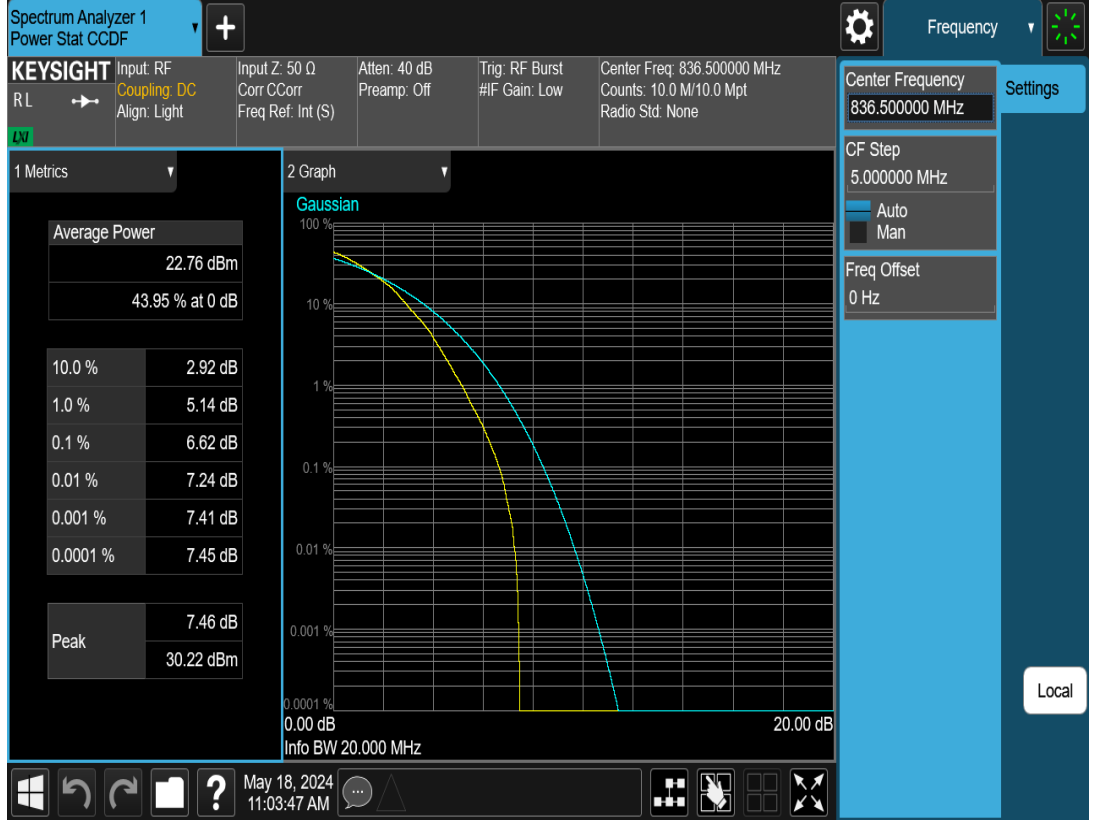 Spectrum Analyzer 1
Power Stat CCDF
Frequency
KEYSIGHT
RL
LXI
Input: RF
Coupling: DC
Align: Light
Input Z: 50 Ω
Corr CCorr
Freq Ref: Int (S)
Atten: 40 dB
Preamp: Off
Trig: RF Burst
#IF Gain: Low
Center Freq: 836.500000 MHz
Counts: 10.0 M/10.0 Mpt
Radio Std: None
Center Frequency
836.500000 MHz
Settings
CF Step
5.000000 MHz
Auto
Man
Freq Offset
0 Hz
1 Metrics
Average Power
22.76 dBm
43.95 % at 0 dB
10.0 % 2.92 dB
1.0 % 5.14 dB
0.1 % 6.62 dB
0.01 % 7.24 dB
0.001 % 7.41 dB
0.0001 % 7.45 dB
Peak
7.46 dB
30.22 dBm
2 Graph
Gaussian
100 %
10 %
1 %
0.1 %
0.01 %
0.001 %
0.0001 %
0.00 dB 20.00 dB
Info BW 20.000 MHz
Local
?
May 18, 2024
11:03:47 AM